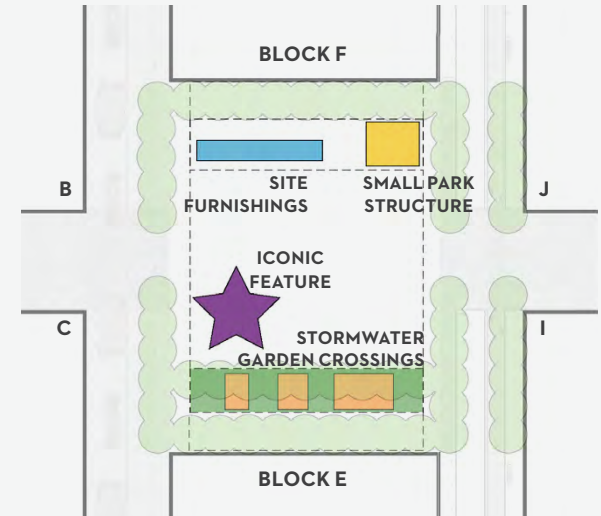 BLOCK F
B
J
SITE
FURNISHINGS
SMALL PARK
STRUCTURE
ICONIC
FEATURE
C
I
STORMWATER
GARDEN CROSSINGS
BLOCK E